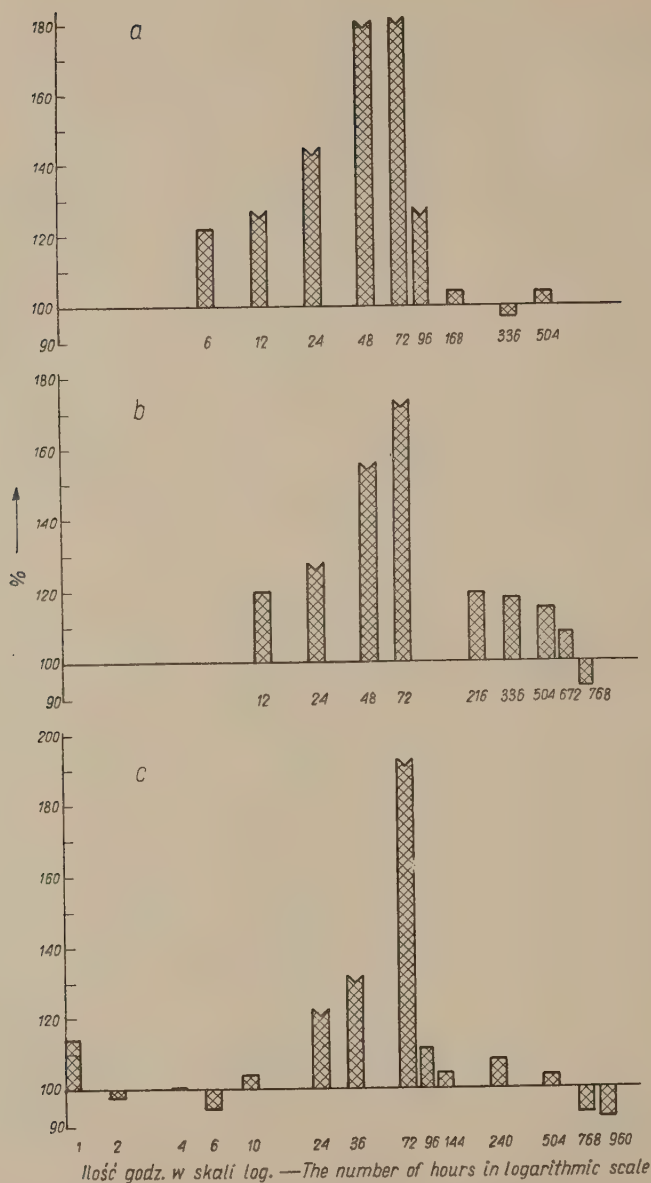 a
180
160
140
120
100
90
6 12 24 48 72 96 168 336 504
b
180
160
140
120
100
90
12 24 48 72 216 336 504 672 768
% →
c
200
180
160
140
120
100
90
1 2 4 6 10 24 36 72 96 144 240 504 768 960
Ilość godz. w skali log. — The number of hours in logarithmic scale